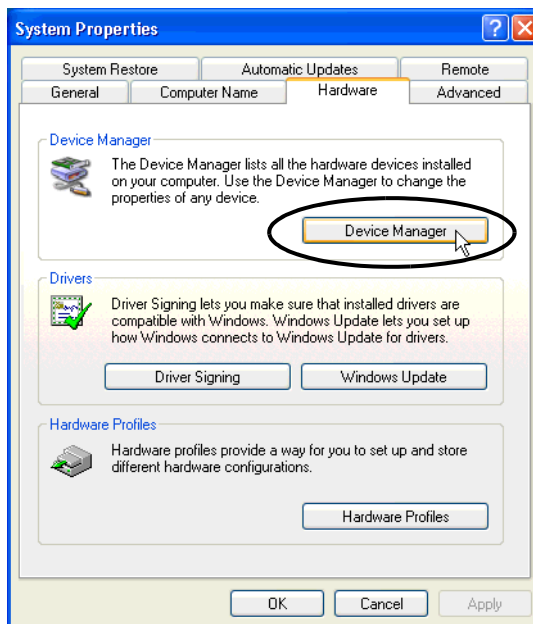 System Properties
System Restore
Automatic Updates
Remote
General
Computer Name
Hardware
Advanced
Device Manager
The Device Manager lists all the hardware devices installed
on your computer. Use the Device Manager to change the
properties of any device.
Device Manager
Drivers
Driver Signing lets you make sure that installed drivers are
compatible with Windows. Windows Update lets you set up
how Windows connects to Windows Update for drivers.
Driver Signing
Windows Update
Hardware Profiles
Hardware profiles provide a way for you to set up and store
different hardware configurations.
Hardware Profiles
OK
Cancel
Apply